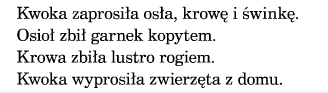 Kwoka zaprosiła osła, krowę i świnkę.
Osioł zbił garnek kopytem.
Krowa zbiła lustro rogiem.
Kwoka wyprosiła zwierzęta z domu.